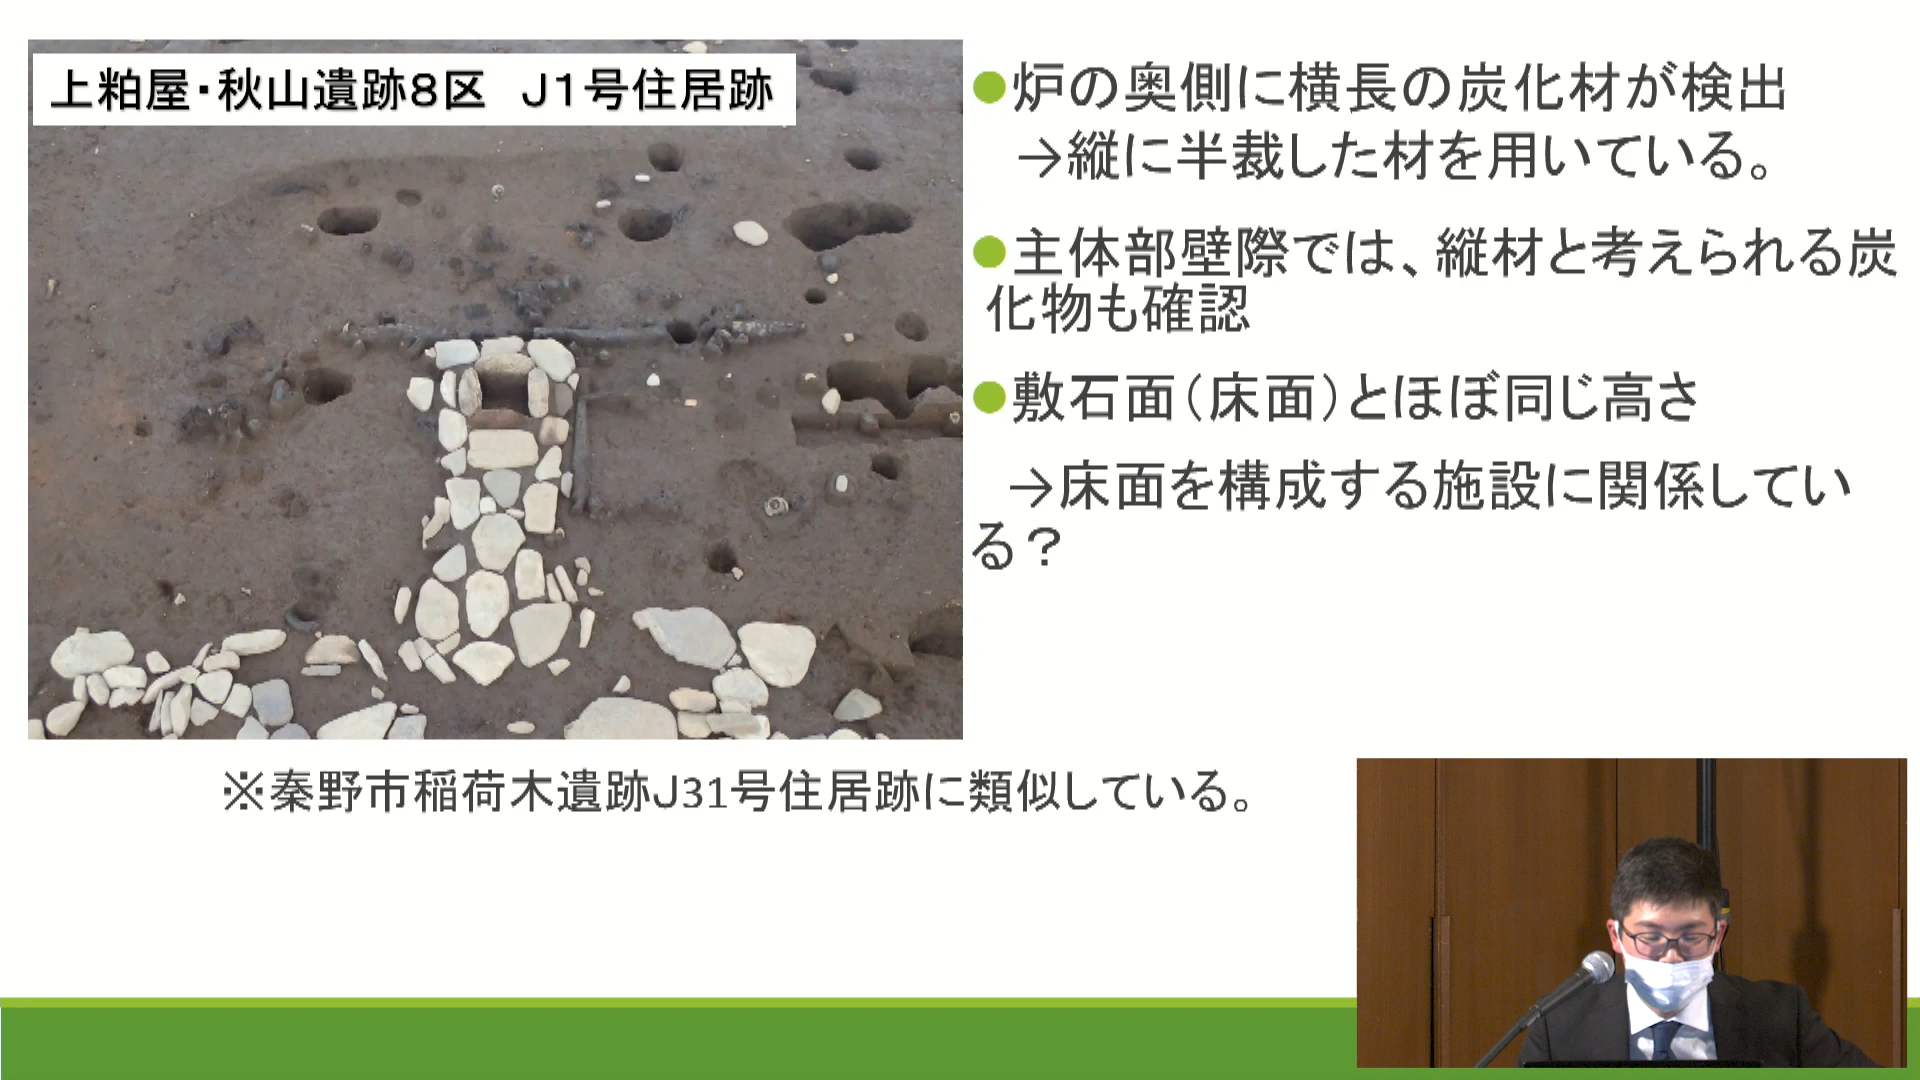 上粕屋・秋山遺跡８区　Ｊ１号住居跡
●炉の奥側に横長の炭化材が検出
→縦に半裁した材を用いている。
●主体部壁際では、縦材と考えられる炭
化物も確認
●敷石面（床面）とほぼ同じ高さ
→床面を構成する施設に関係してい
る？
※秦野市稲荷木遺跡J31号住居跡に類似している。